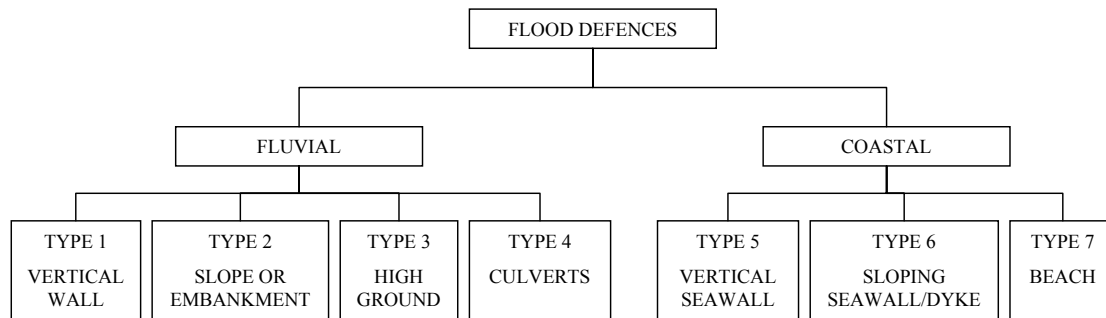 FLOOD DEFENCES
FLUVIAL
COASTAL
TYPE 1
VERTICAL
WALL
TYPE 2
SLOPE OR
EMBANKMENT
TYPE 3
HIGH
GROUND
TYPE 4
CULVERTS
TYPE 5
VERTICAL
SEAWALL
TYPE 6
SLOPING
SEAWALL/DYKE
TYPE 7
BEACH